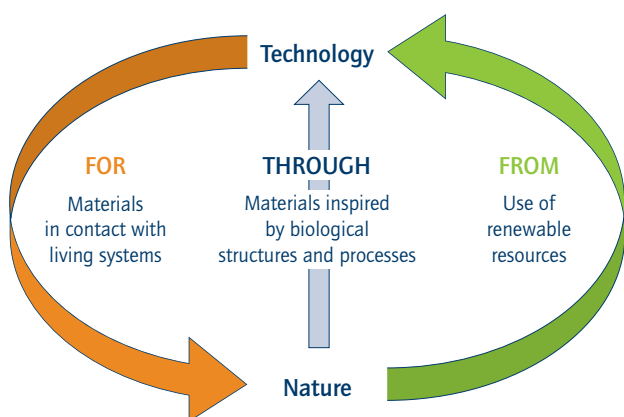 Technology
FOR
Materials
in contact with
living systems
THROUGH
Materials inspired
by biological
structures and processes
FROM
Use of
renewable
resources
Nature